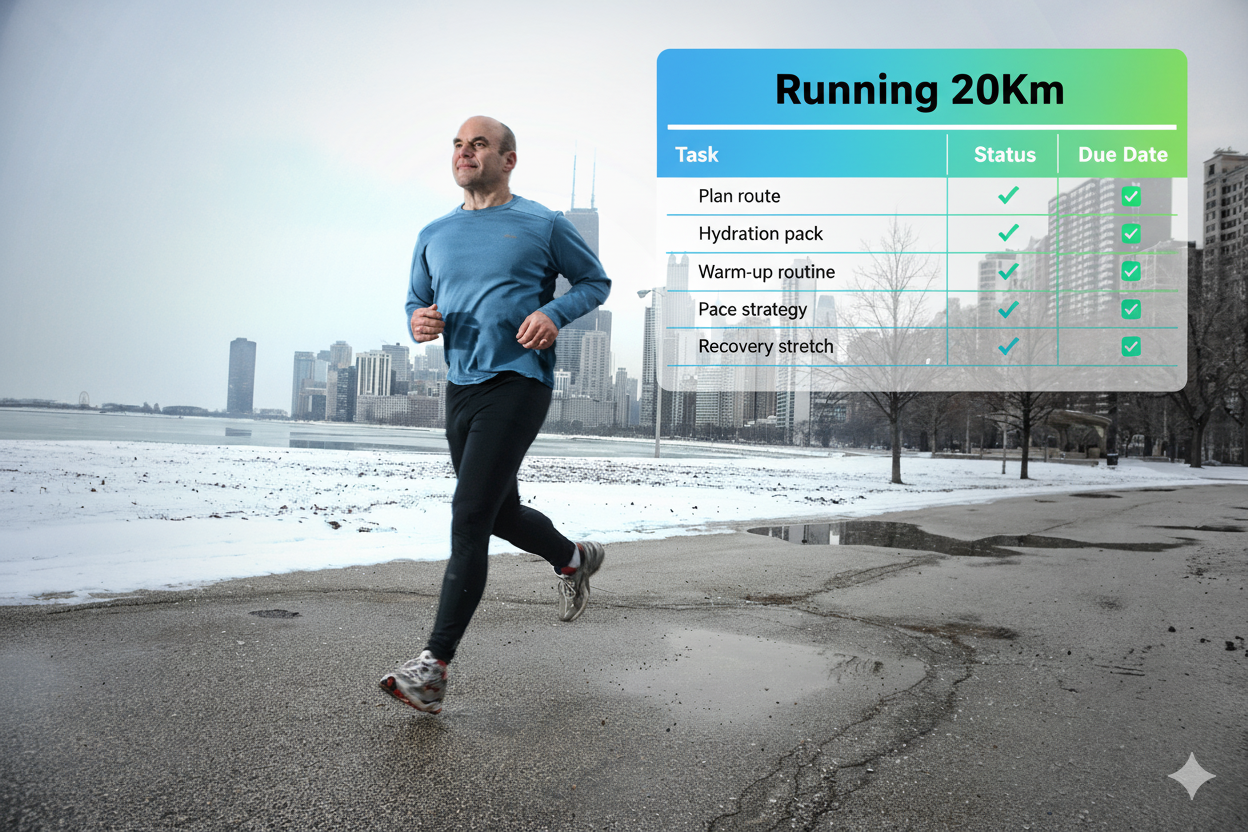 Running 20Km
Task Status Due Date
Plan route ✓ ☑
Hydration pack ✓ ☑
Warm-up routine ✓ ☑
Pace strategy ✓ ☑
Recovery stretch ✓ ☑